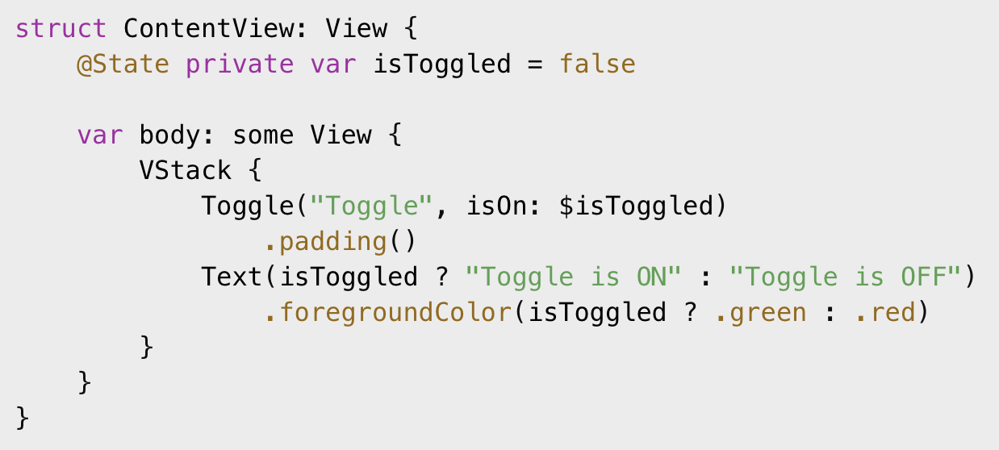 struct ContentView: View {
    @State private var isToggled = false

    var body: some View {
        VStack {
            Toggle("Toggle", isOn: $isToggled)
                .padding()
            Text(isToggled ? "Toggle is ON" : "Toggle is OFF")
                .foregroundColor(isToggled ? .green : .red)
        }
    }
}